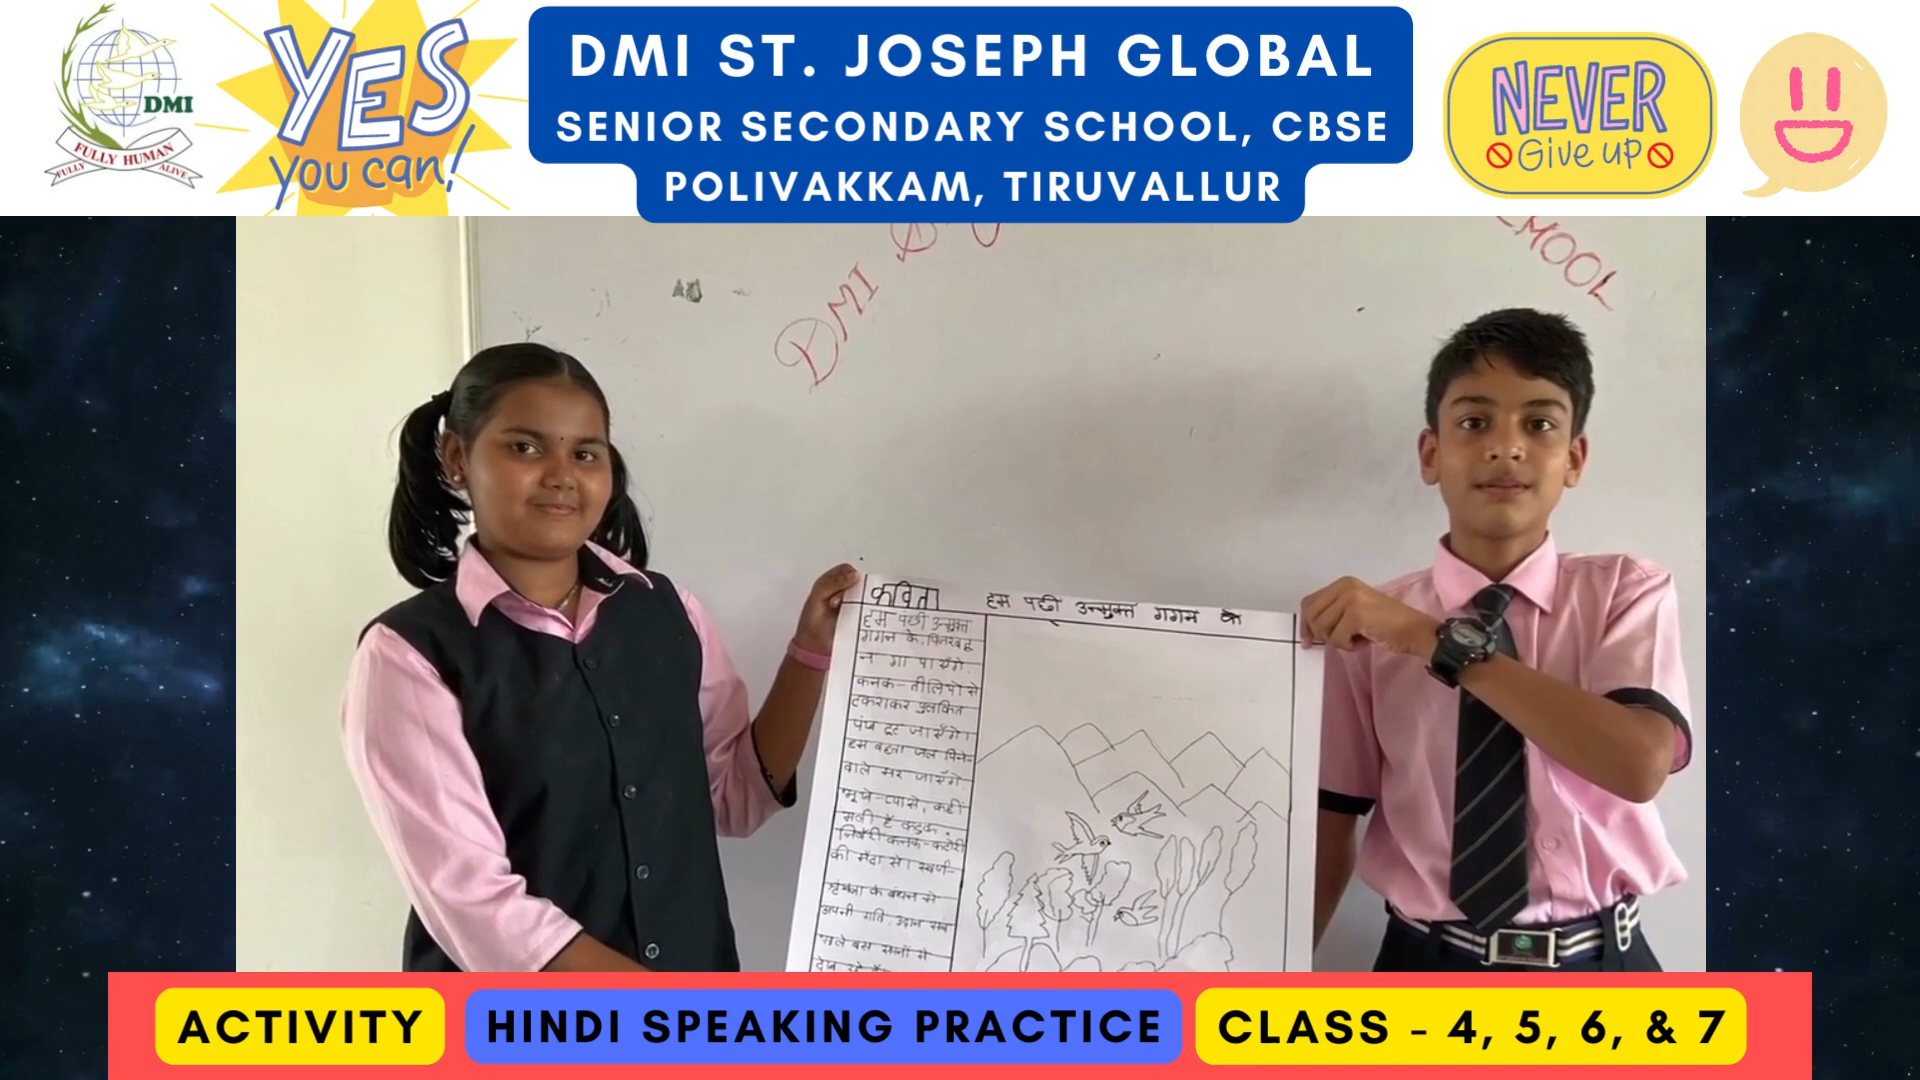 DMI
FULLY HUMAN
FULLY ALIVE
YES
you can!
DMI ST. JOSEPH GLOBAL
SENIOR SECONDARY SCHOOL, CBSE
POLIVAKKAM, TIRUVALLUR
NEVER
Give up
DMI
कविता
हम पंछी उन्मुक्त गगन के
हम पंछी उन्मुक्त
गगन के, पिंजरबद्ध
न गा पाएँगे,
कनक-तीलियों से
टकराकर पुलकित
पंख टूट जाएँगे।
हम बहता जल पीने-
वाले मर जाएँगे
भूखे-प्यासे, कहीं
भली है कटुक
निबौरी कनक-कटोरी
की मैदा से। स्वर्ण-
श्रृंखला के बंधन में
अपनी गति, उड़ान सब
भूले बस सपनों में
देख रहे हैं
ACTIVITY
HINDI SPEAKING PRACTICE
CLASS - 4, 5, 6, & 7